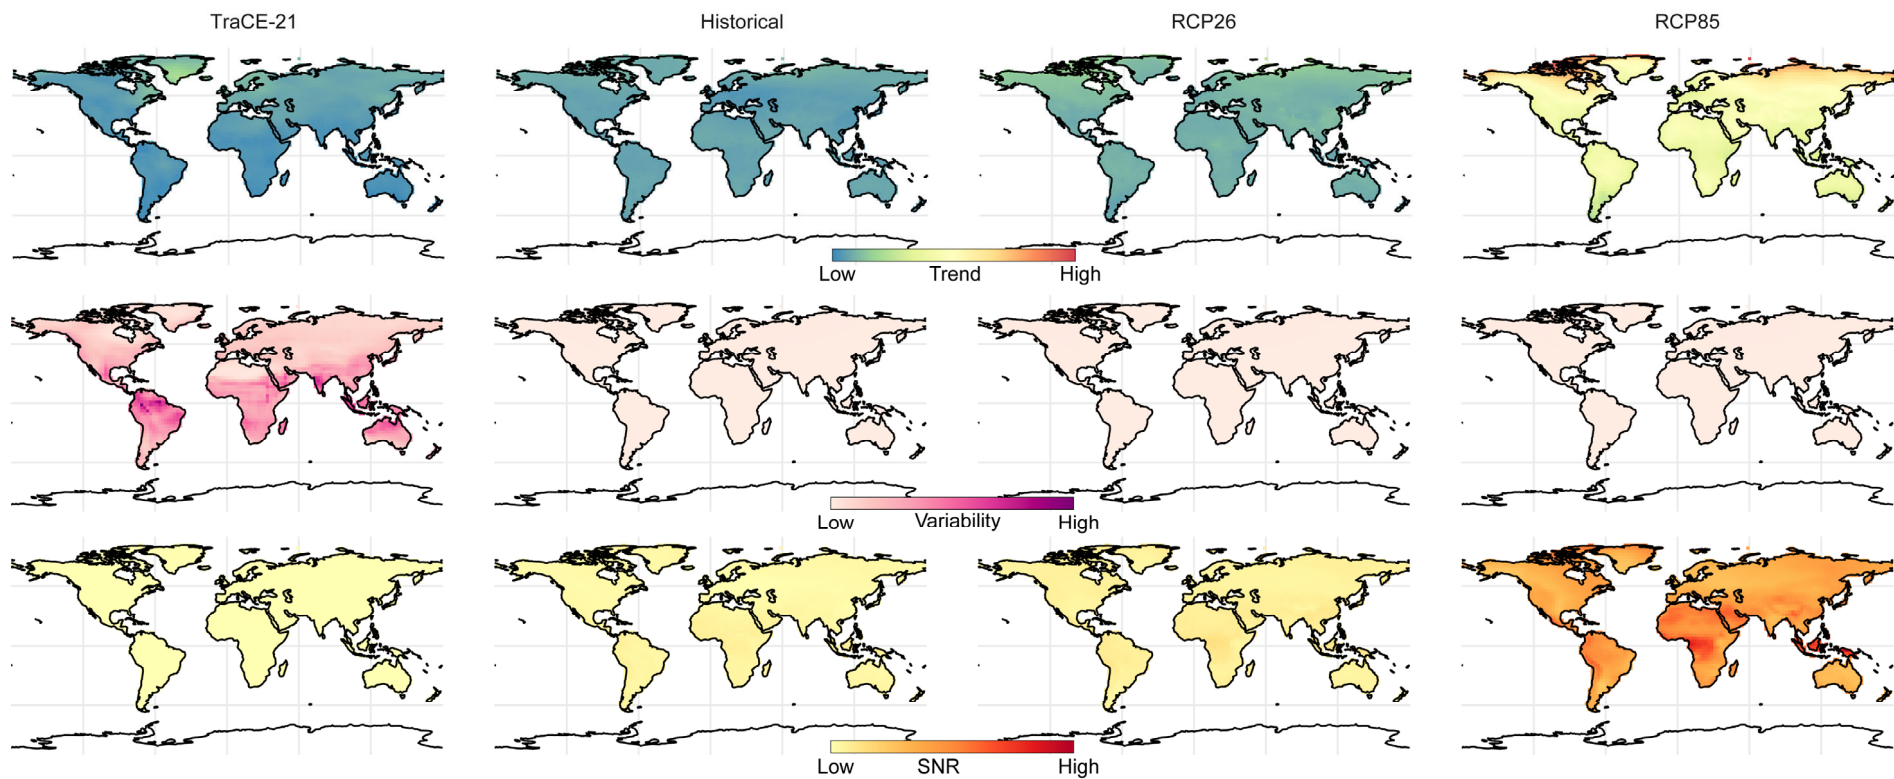 TraCE-21 Historical RCP26 RCP85
Low Trend High
Low Variability High
Low SNR High